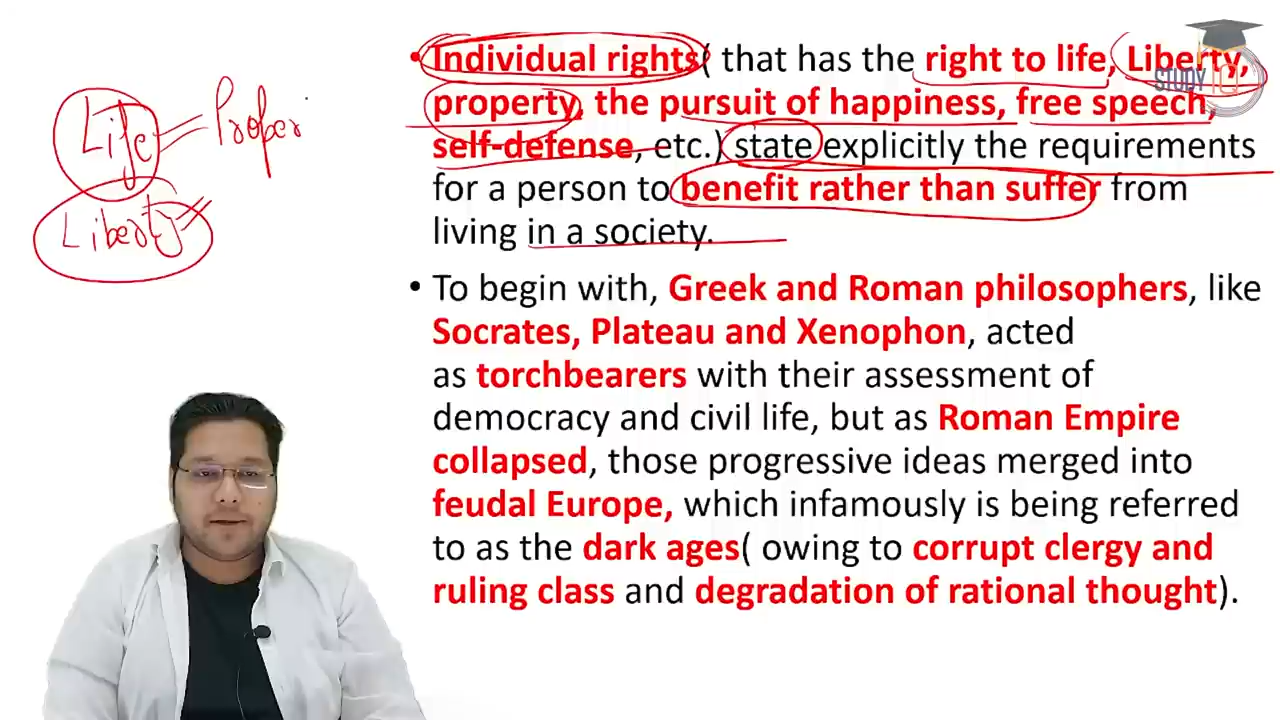 • Individual rights( that has the right to life, Liberty,
property, the pursuit of happiness, free speech,
self-defense, etc.) state explicitly the requirements
for a person to benefit rather than suffer from
living in a society.
• To begin with, Greek and Roman philosophers, like
Socrates, Plateau and Xenophon, acted
as torchbearers with their assessment of
democracy and civil life, but as Roman Empire
collapsed, those progressive ideas merged into
feudal Europe, which infamously is being referred
to as the dark ages( owing to corrupt clergy and
ruling class and degradation of rational thought).
Life = Proper
Liberty =
STUDY IQ